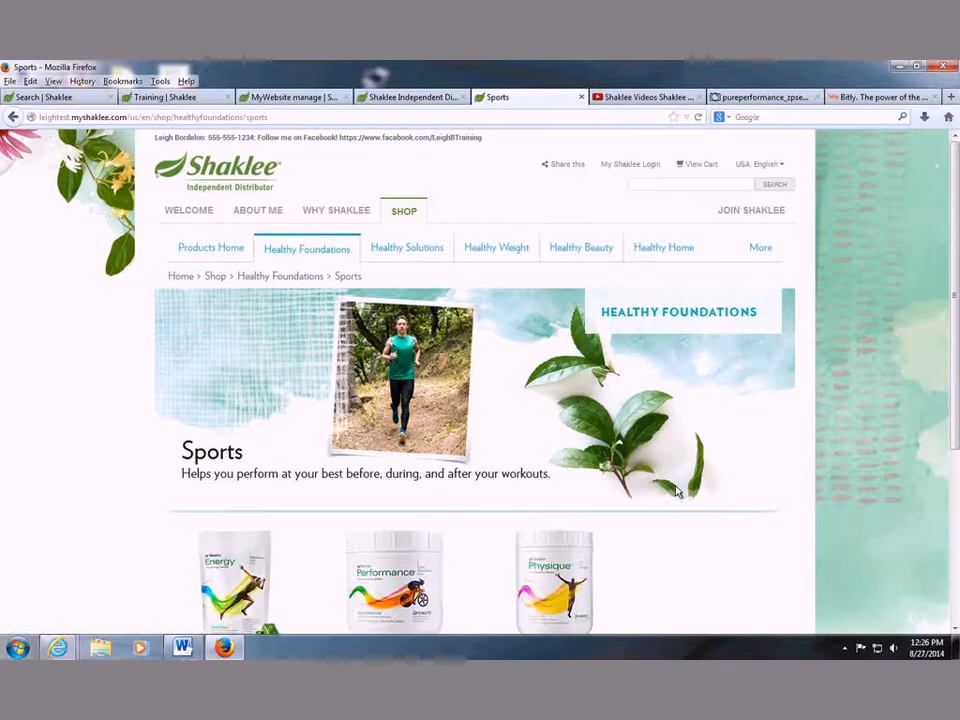 Sports - Mozilla Firefox
File Edit View History Bookmarks Tools Help
Search | Shaklee
Training | Shaklee
MyWebsite manage | S...
Shaklee Independent Di...
Sports
Shaklee Videos Shaklee ...
pureperformance_zpse...
Bitly. The power of the ...
leightest.myshaklee.com/us/en/shop/healthyfoundations/sports
Google
Leigh Bordelon: 555-555-1234: Follow me on Facebook! https://www.facebook.com/LeighBTraining
Shaklee
Independent Distributor
Share this My Shaklee Login View Cart USA: English
SEARCH
WELCOME ABOUT ME WHY SHAKLEE SHOP JOIN SHAKLEE
Products Home Healthy Foundations Healthy Solutions Healthy Weight Healthy Beauty Healthy Home More
Home > Shop > Healthy Foundations > Sports
HEALTHY FOUNDATIONS
Sports
Helps you perform at your best before, during, and after your workouts.
Energy
Performance
Physique
12:26 PM
8/27/2014